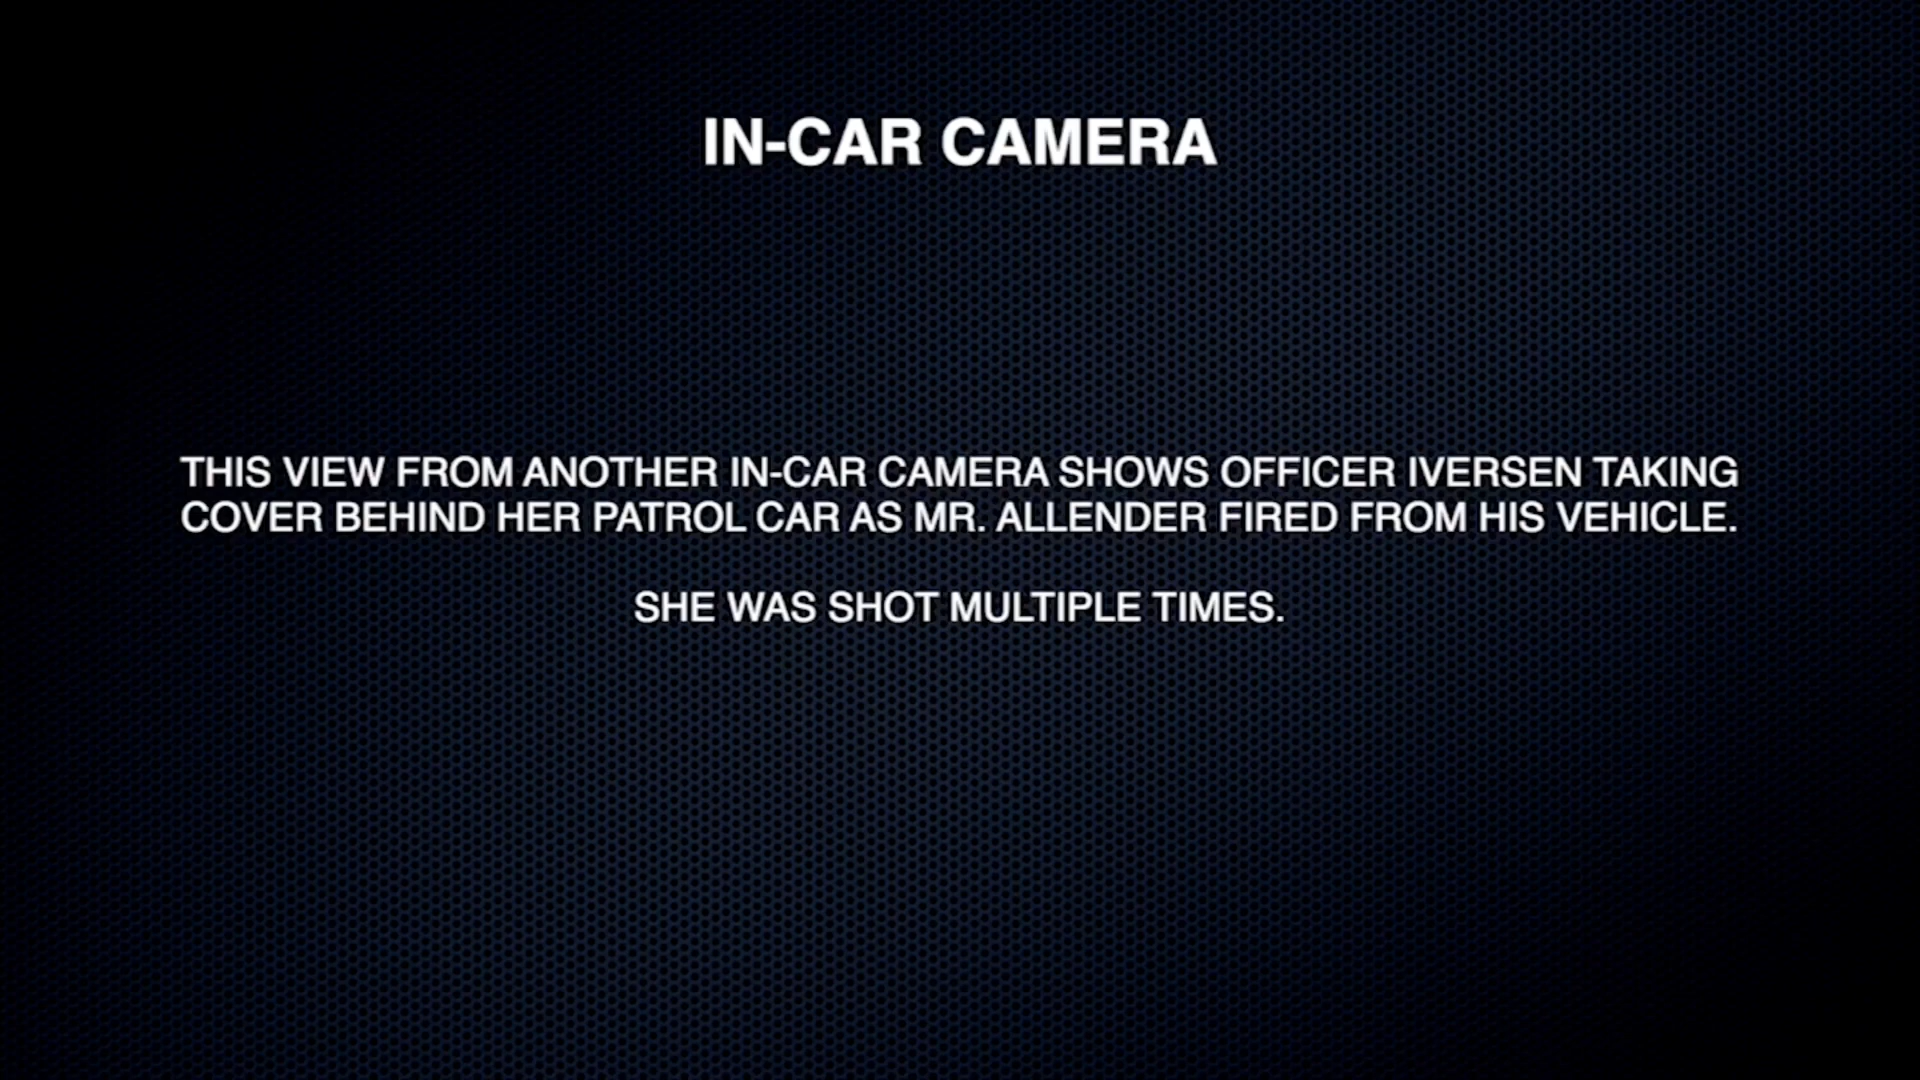 IN-CAR CAMERA
THIS VIEW FROM ANOTHER IN-CAR CAMERA SHOWS OFFICER IVERSEN TAKING
COVER BEHIND HER PATROL CAR AS MR. ALLENDER FIRED FROM HIS VEHICLE.
SHE WAS SHOT MULTIPLE TIMES.